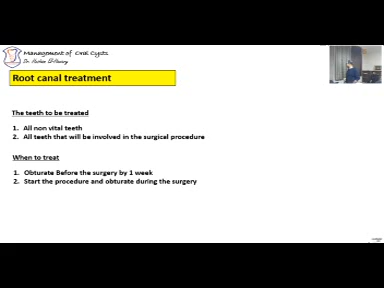 Management of Oral Cysts
Root canal treatment
The teeth to be treated
1. All non vital teeth
2. All teeth that will be involved in the surgical procedure
When to treat
1. Obturate Before the surgery by 1 week
2. Start the procedure and obturate during the surgery